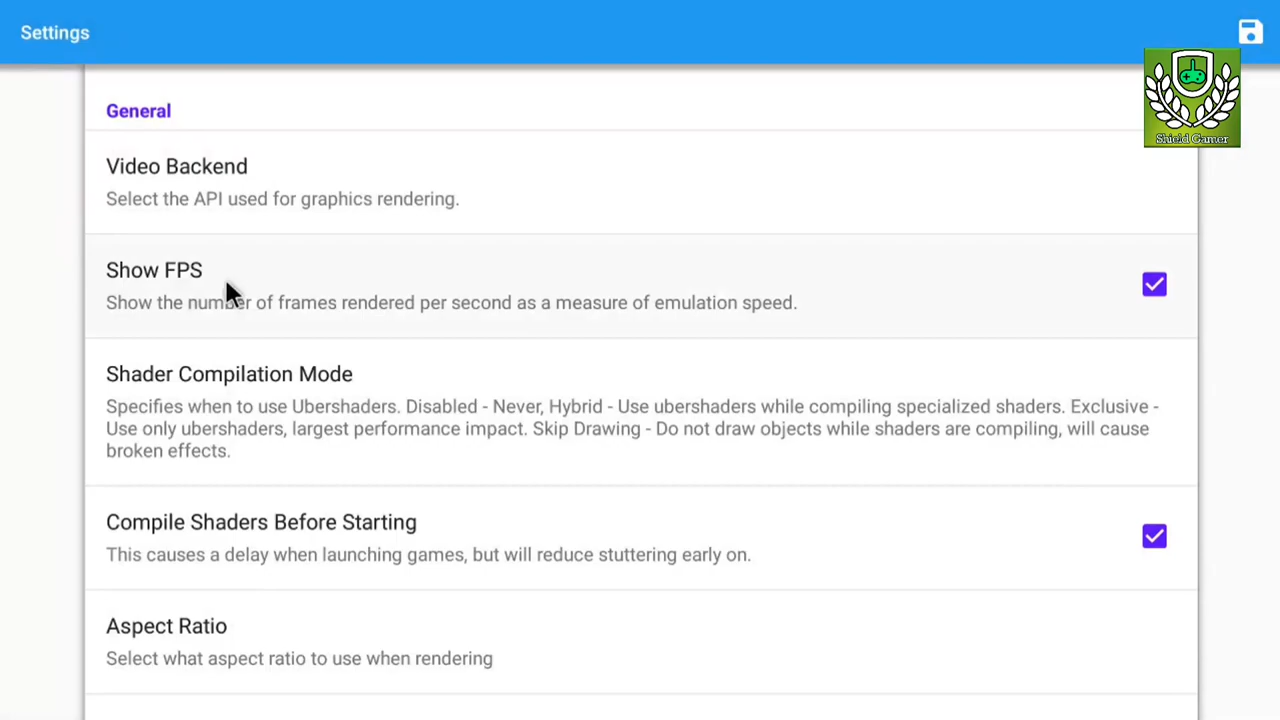 Settings
Shield Gamer
General
Video Backend
Select the API used for graphics rendering.
Show FPS
Show the number of frames rendered per second as a measure of emulation speed.
Shader Compilation Mode
Specifies when to use Ubershaders. Disabled - Never, Hybrid - Use ubershaders while compiling specialized shaders. Exclusive -
Use only ubershaders, largest performance impact. Skip Drawing - Do not draw objects while shaders are compiling, will cause
broken effects.
Compile Shaders Before Starting
This causes a delay when launching games, but will reduce stuttering early on.
Aspect Ratio
Select what aspect ratio to use when rendering